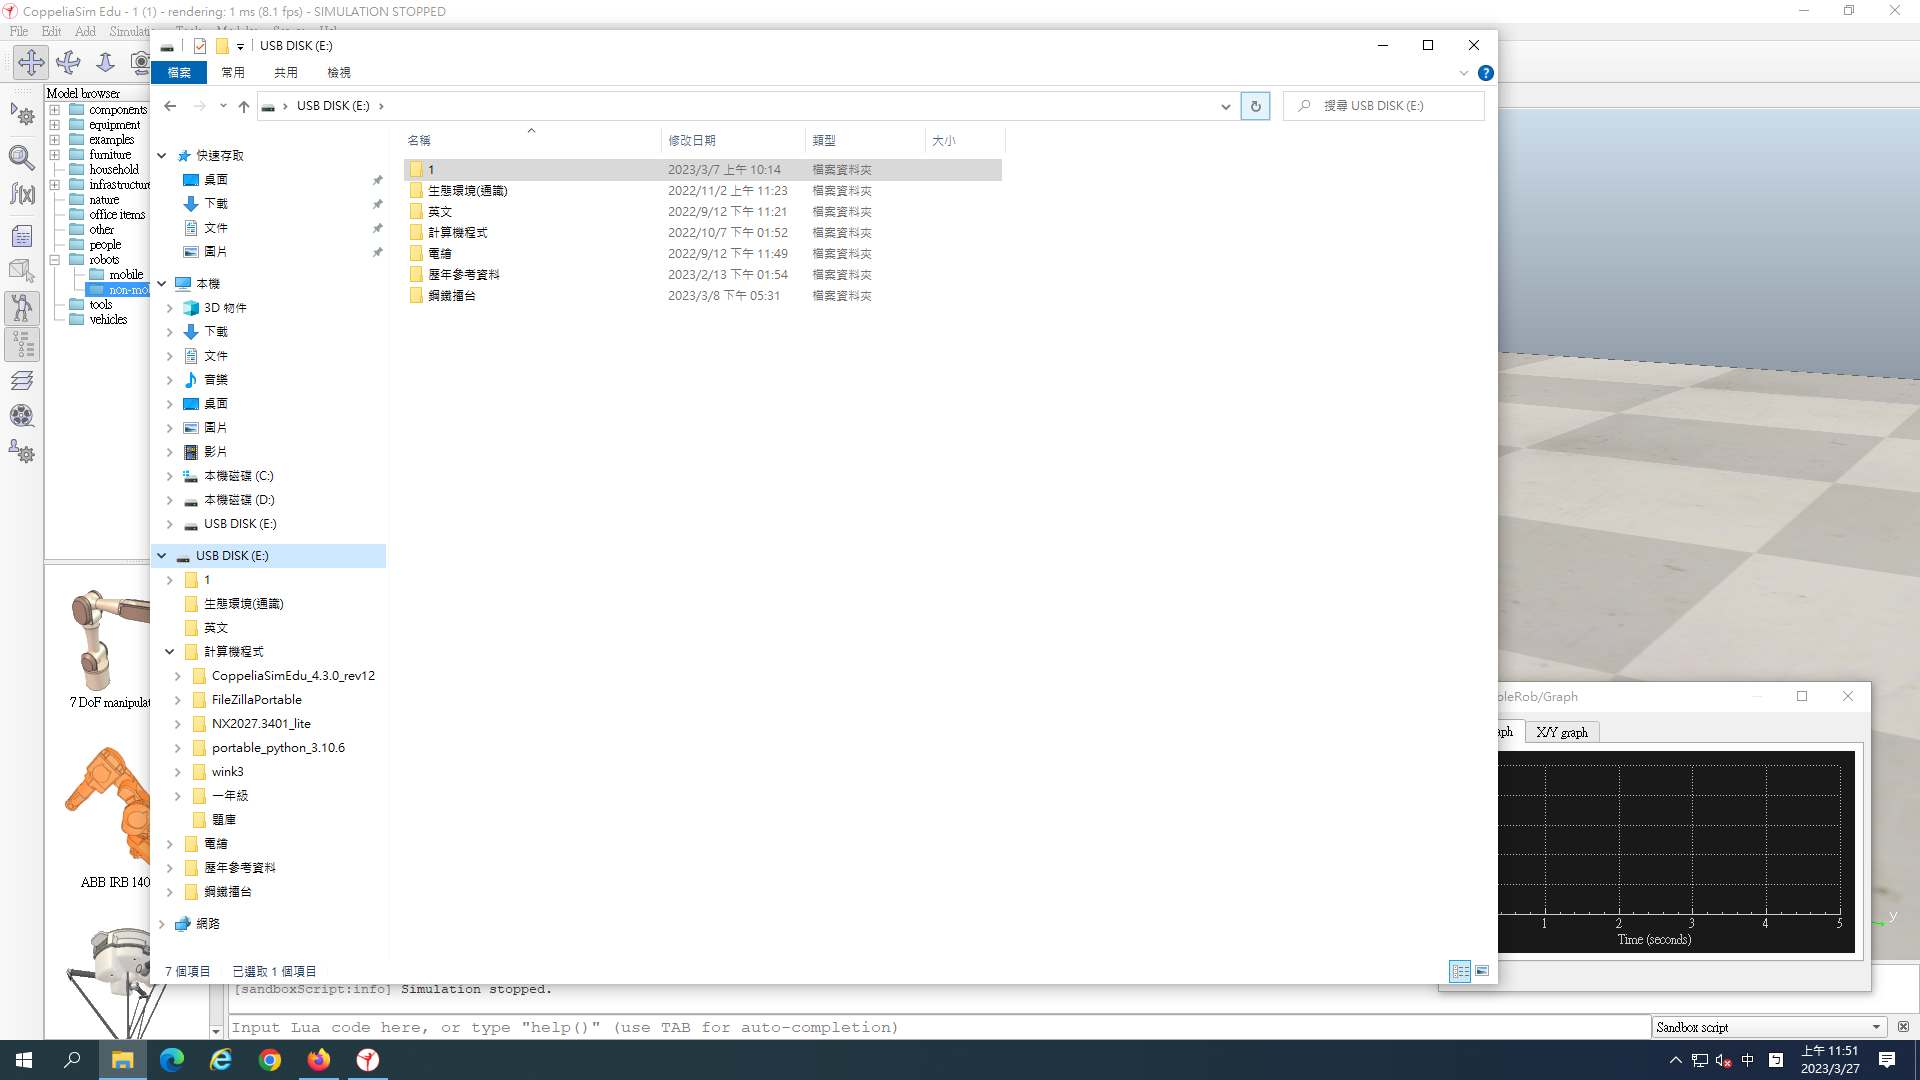 CoppeliaSim Edu - 1 (1) - rendering: 1 ms (8.1 fps) - SIMULATION STOPPED
File Edit Add
USB DISK (E:)
檔案 常用 共用 檢視
USB DISK (E:)
搜尋 USB DISK (E:)
Model browser
components
equipment
examples
furniture
household
infrastructure
nature
office items
other
people
robots
mobile
non-mo
tools
vehicles
7 DoF manipulat
ABB IRB 140
快速存取
桌面
下載
文件
圖片
本機
3D 物件
下載
文件
音樂
桌面
圖片
影片
本機磁碟 (C:)
本機磁碟 (D:)
USB DISK (E:)
USB DISK (E:)
1
生態環境(通識)
英文
計算機程式
CoppeliaSimEdu_4.3.0_rev12
FileZillaPortable
NX2027.3401_lite
portable_python_3.10.6
wink3
一年級
題庫
電繪
歷年參考資料
鋼鐵擂台
網路
名稱 修改日期 類型 大小
1 2023/3/7 上午 10:14 檔案資料夾
生態環境(通識) 2022/11/2 上午 11:23 檔案資料夾
英文 2022/9/12 下午 11:21 檔案資料夾
計算機程式 2022/10/7 下午 01:52 檔案資料夾
電繪 2022/9/12 下午 11:49 檔案資料夾
歷年參考資料 2023/2/13 下午 01:54 檔案資料夾
鋼鐵擂台 2023/3/8 下午 05:31 檔案資料夾
7 個項目 已選取 1 個項目
bleRob/Graph
aph X/Y graph
1 2 3 4 5
Time (seconds)
y
[sandboxScript:info] Simulation stopped.
Input Lua code here, or type "help()" (use TAB for auto-completion)
Sandbox script
中
上午 11:51
2023/3/27